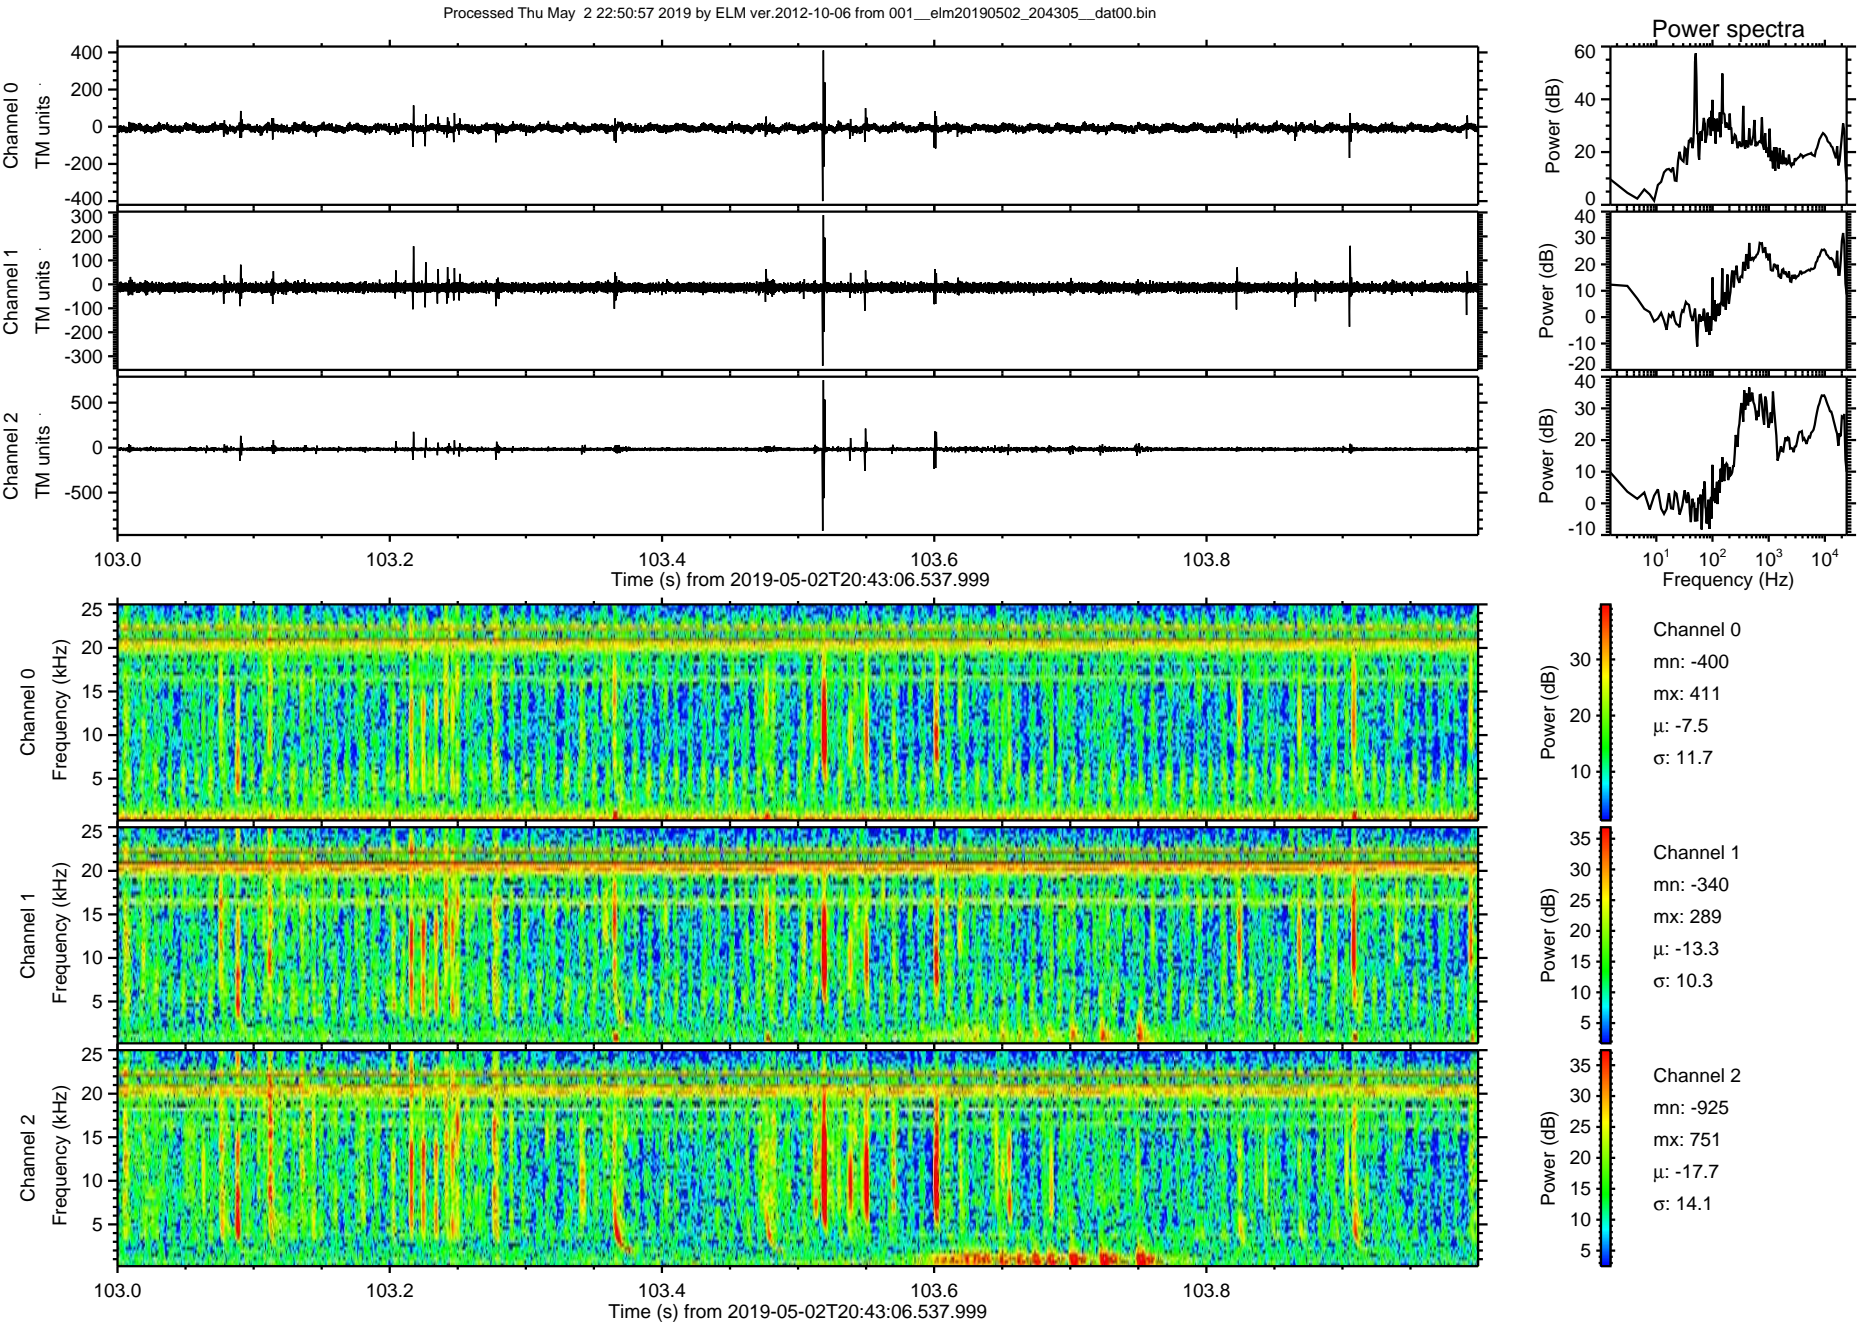 Processed Thu May  2 22:50:57 2019 by ELM ver.2012-10-06 from 001__elm20190502_204305__dat00.bin
Power spectra
Channel 0
TM units
400
200
0
-200
-400
Power (dB)
60
40
20
0
Channel 1
TM units
300
200
100
0
-100
-200
-300
Power (dB)
40
30
20
10
0
-10
-20
Channel 2
TM units
500
0
-500
Power (dB)
40
30
20
10
0
-10
103.0 103.2 103.4 103.6 103.8
Time (s) from 2019-05-02T20:43:06.537.999
10^1 10^2 10^3 10^4
Frequency (Hz)
Channel 0
Frequency (kHz)
25
20
15
10
5
Power (dB)
30
20
10
Channel 0
mn: -400
mx: 411
μ: -7.5
σ: 11.7
Channel 1
Frequency (kHz)
25
20
15
10
5
Power (dB)
35
30
25
20
15
10
5
Channel 1
mn: -340
mx: 289
μ: -13.3
σ: 10.3
Channel 2
Frequency (kHz)
25
20
15
10
5
Power (dB)
35
30
25
20
15
10
5
Channel 2
mn: -925
mx: 751
μ: -17.7
σ: 14.1
103.0 103.2 103.4 103.6 103.8
Time (s) from 2019-05-02T20:43:06.537.999